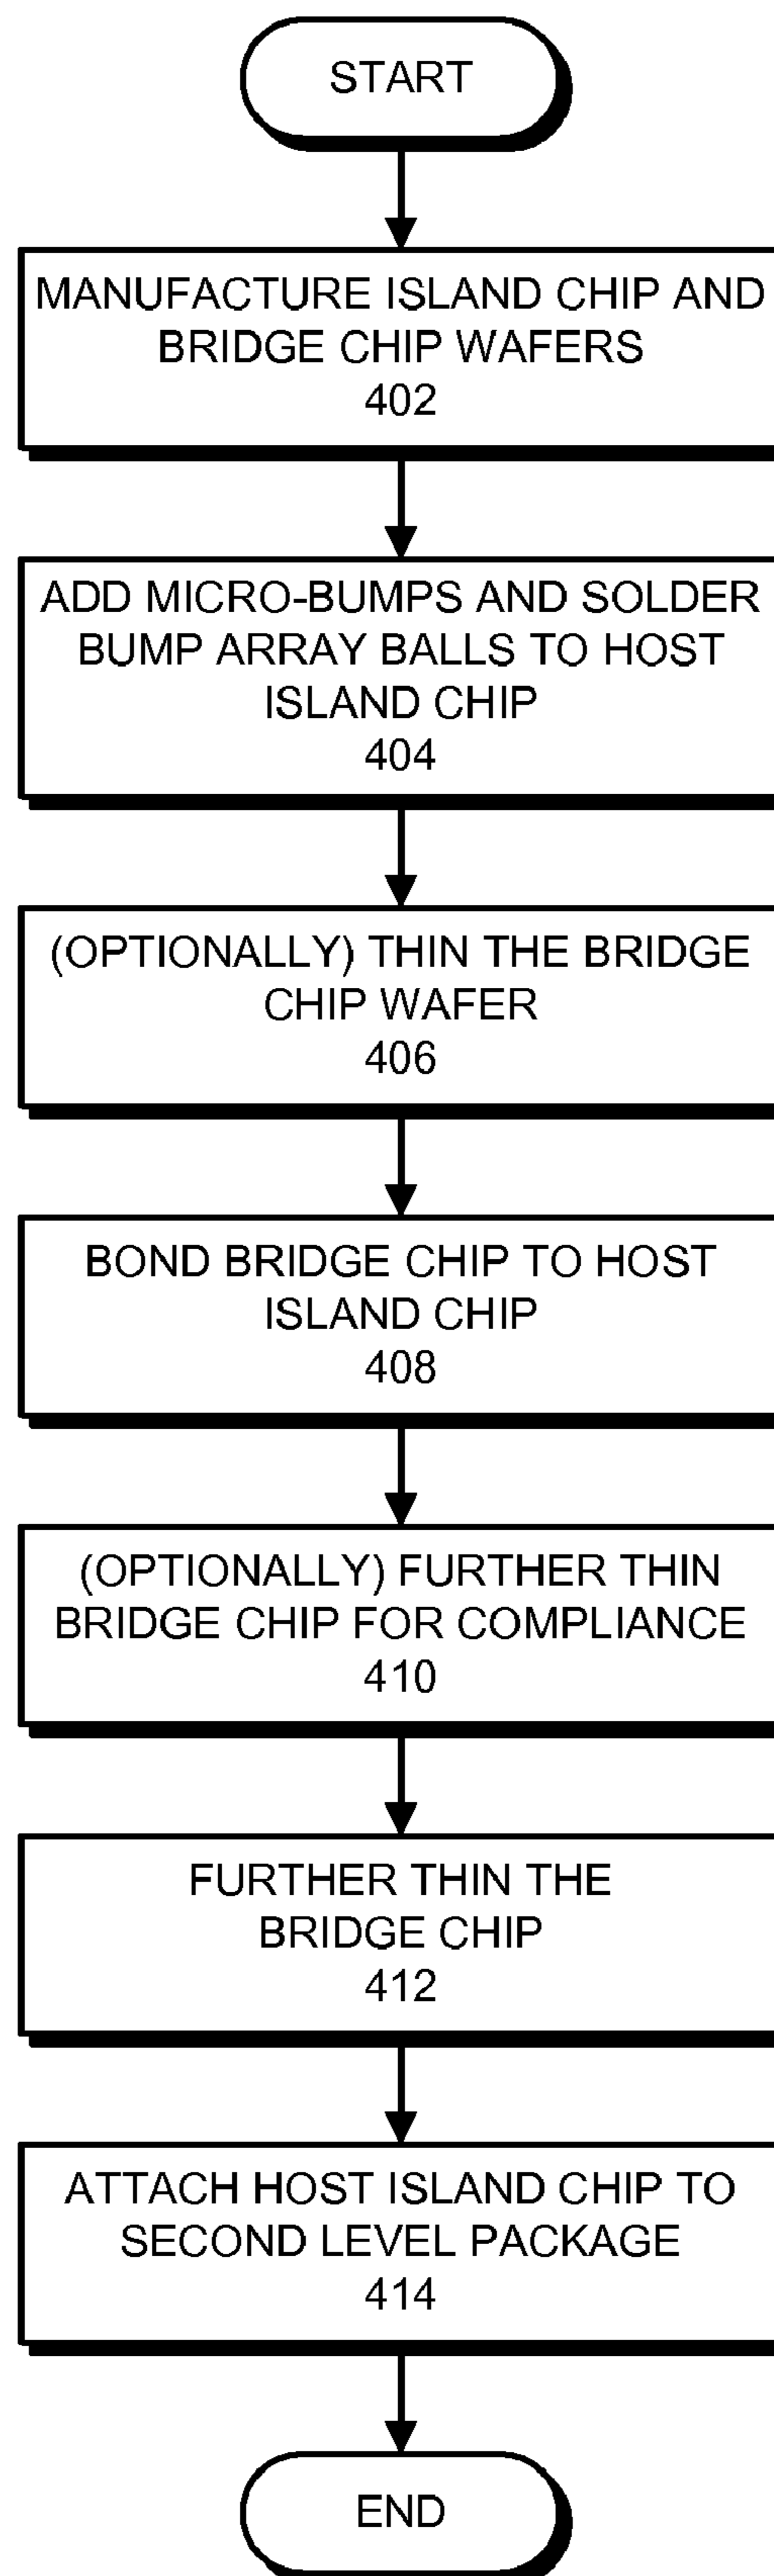 START
MANUFACTURE ISLAND CHIP AND
BRIDGE CHIP WAFERS
402
ADD MICRO-BUMPS AND SOLDER
BUMP ARRAY BALLS TO HOST
ISLAND CHIP
404
(OPTIONALLY) THIN THE BRIDGE
CHIP WAFER
406
BOND BRIDGE CHIP TO HOST
ISLAND CHIP
408
(OPTIONALLY) FURTHER THIN
BRIDGE CHIP FOR COMPLIANCE
410
FURTHER THIN THE
BRIDGE CHIP
412
ATTACH HOST ISLAND CHIP TO
SECOND LEVEL PACKAGE
414
END